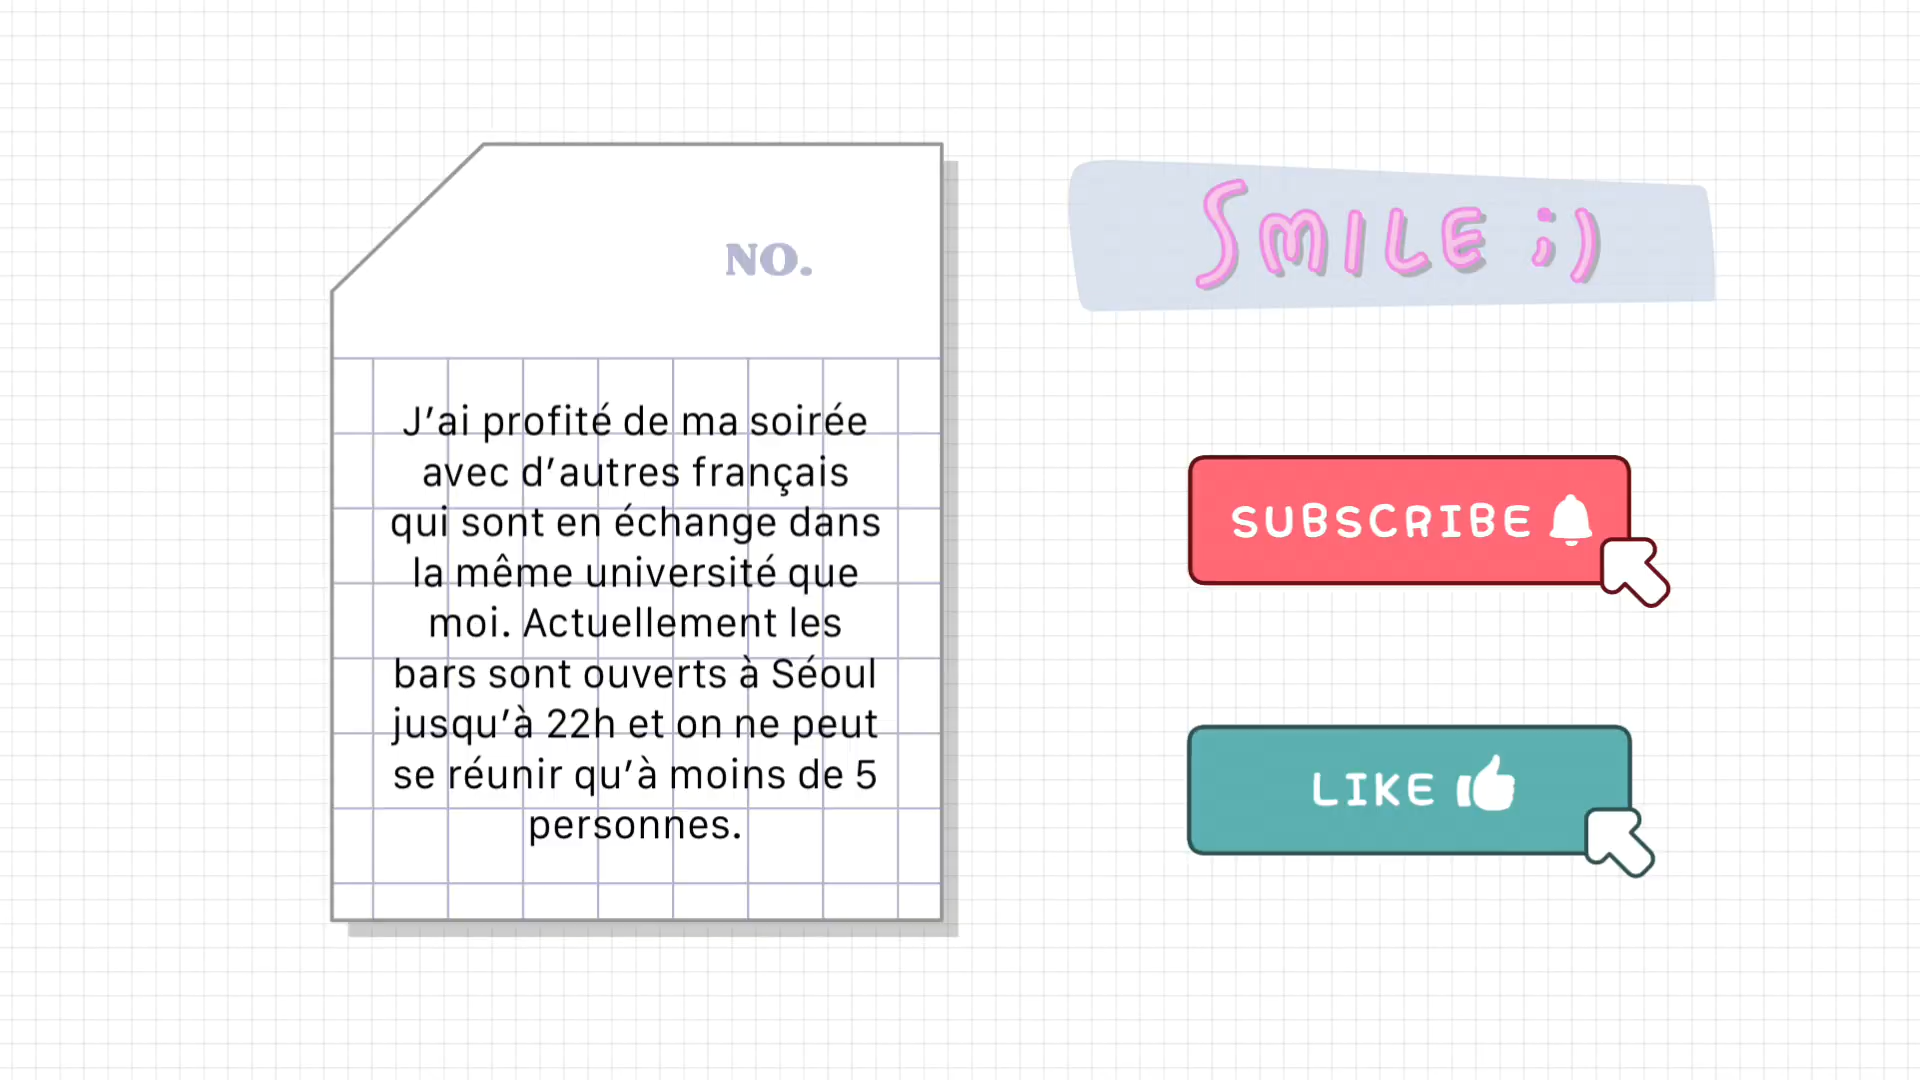 NO.
J’ai profité de ma soirée
avec d’autres français
qui sont en échange dans
la même université que
moi. Actuellement les
bars sont ouverts à Séoul
jusqu’à 22h et on ne peut
se réunir qu’à moins de 5
personnes.
SMILE ;)
SUBSCRIBE
LIKE